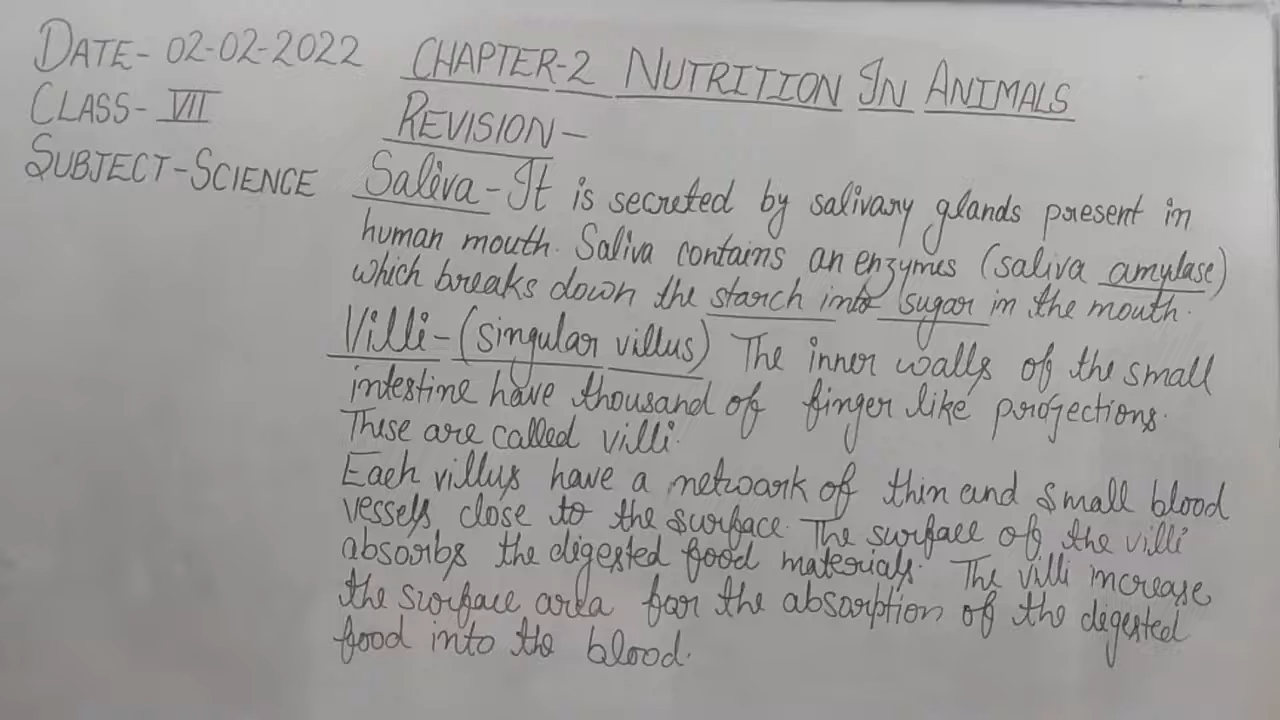 DATE- 02-02-2022
CLASS- VII
SUBJECT-SCIENCE
CHAPTER-2 NUTRITION IN ANIMALS
REVISION-
Saliva - It is secreted by salivary glands present in
human mouth. Saliva contains an enzymes (saliva amylase)
which breaks down the starch into sugar in the mouth.
Villi - (singular villus) The inner walls of the small
intestine have thousand of finger like projections.
These are called villi.
Each villus have a network of thin and small blood
vessels close to the surface. The surface of the villi
absorbs the digested food materials. The villi increase
the surface area for the absorption of the digested
food into the blood.